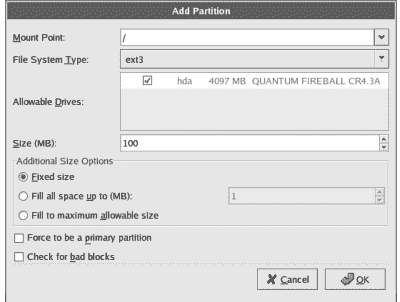 Add Partition
Mount Point: /
File System Type: ext3
hda 4097 MB QUANTUM FIREBALL CR4.3A
Allowable Drives:
Size (MB): 100
Additional Size Options
Fixed size
Fill all space up to (MB): 1
Fill to maximum allowable size
Force to be a primary partition
Check for bad blocks
Cancel OK